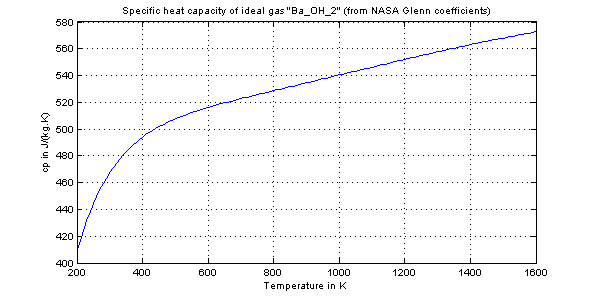 Specific heat capacity of ideal gas "Ba_OH_2" (from NASA Glenn coefficients)
580
560
540
520
500
480
460
440
420
400
cp in J/(kg.K)
200 400 600 800 1000 1200 1400 1600
Temperature in K